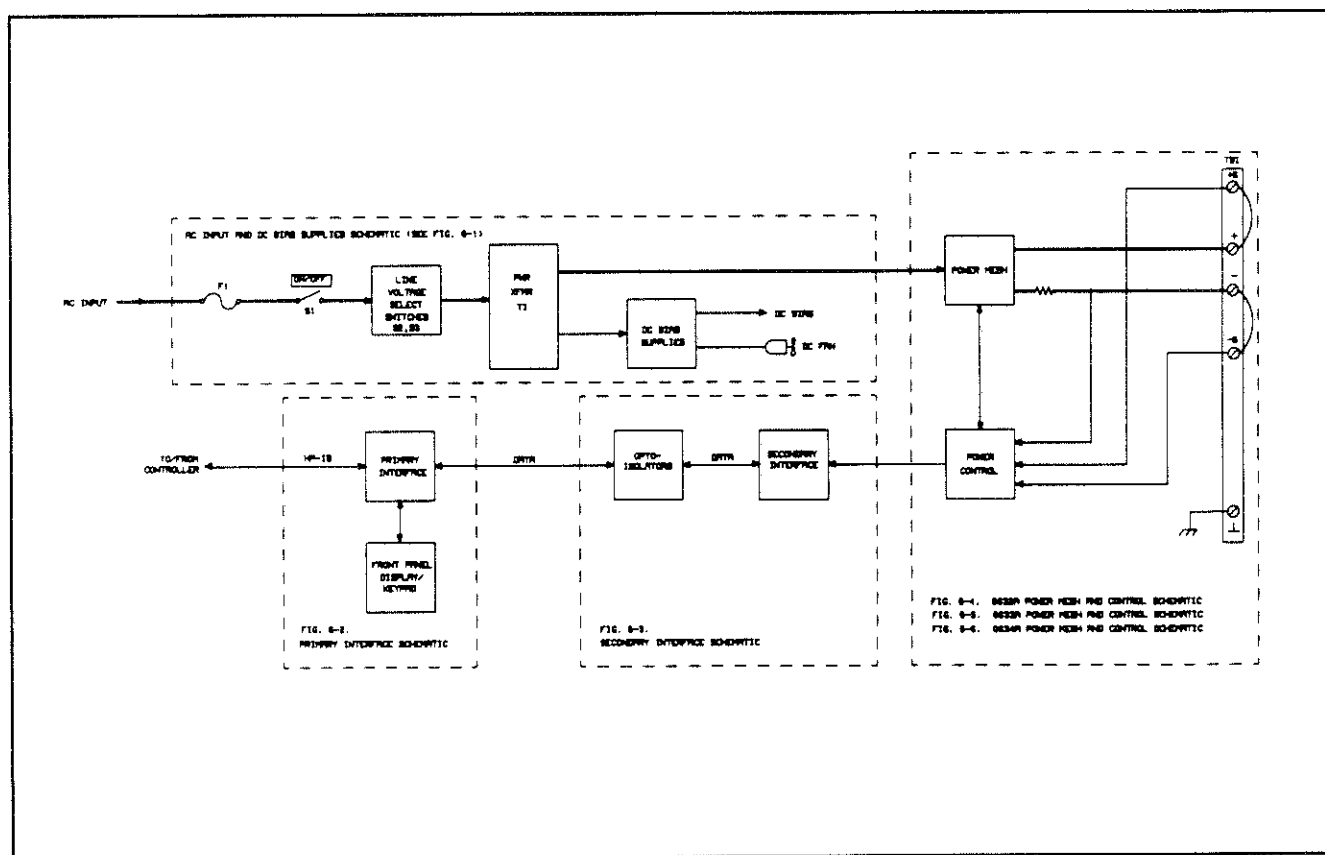 AC INPUT AND DC BIAS SUPPLIES SCHEMATIC (SEE FIG. 6-1)
AC INPUT
F1
ON/OFF
S1
LINE
VOLTAGE
SELECT
SWITCHES
S2,S3
PWR
XFMR
T1
DC BIAS
SUPPLIES
DC BIAS
DC FAN
TB1
+S
+
-
-S
POWER MESH
POWER
CONTROL
TO/FROM
CONTROLLER
HP-IB
PRIMARY
INTERFACE
DATA
OPTO-
ISOLATORS
DATA
SECONDARY
INTERFACE
FRONT PANEL
DISPLAY/
KEYPAD
FIG. 6-2.
PRIMARY INTERFACE SCHEMATIC
FIG. 6-3.
SECONDARY INTERFACE SCHEMATIC
FIG. 6-4. 6632A POWER MESH AND CONTROL SCHEMATIC
FIG. 6-5. 6633A POWER MESH AND CONTROL SCHEMATIC
FIG. 6-6. 6634A POWER MESH AND CONTROL SCHEMATIC